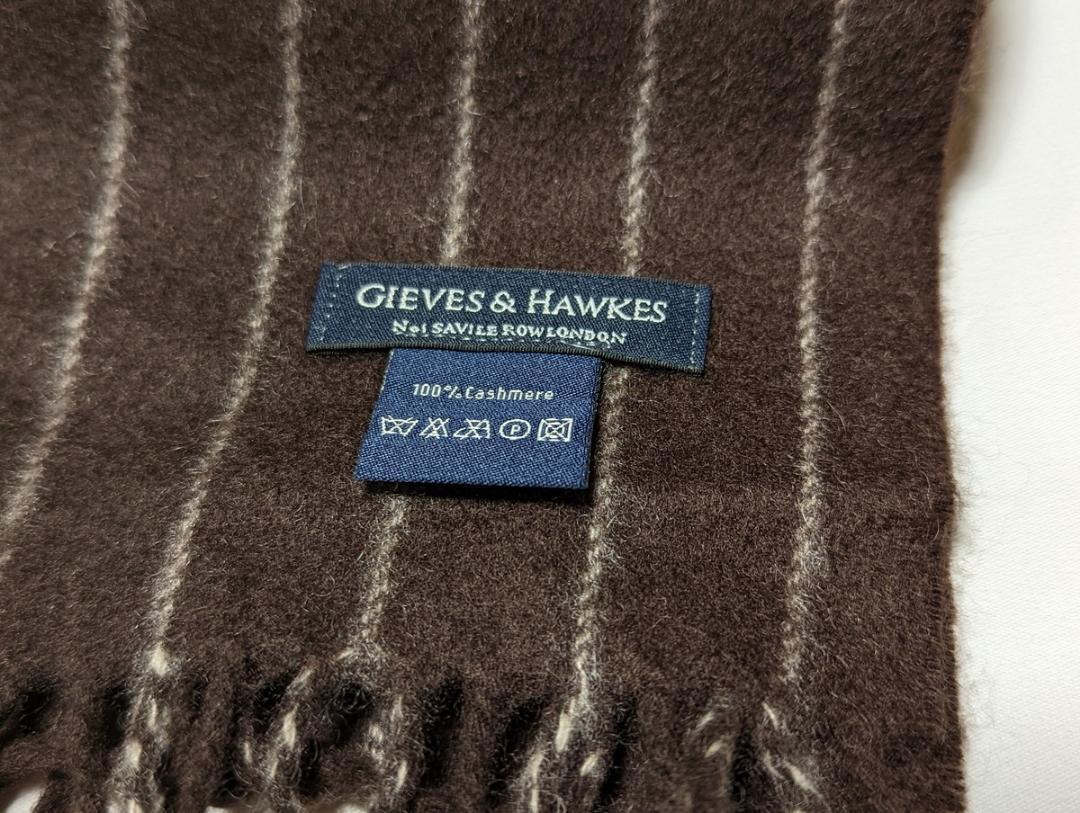 GIEVES & HAWKES
No1 SAVILE ROW LONDON
100% Cashmere
P